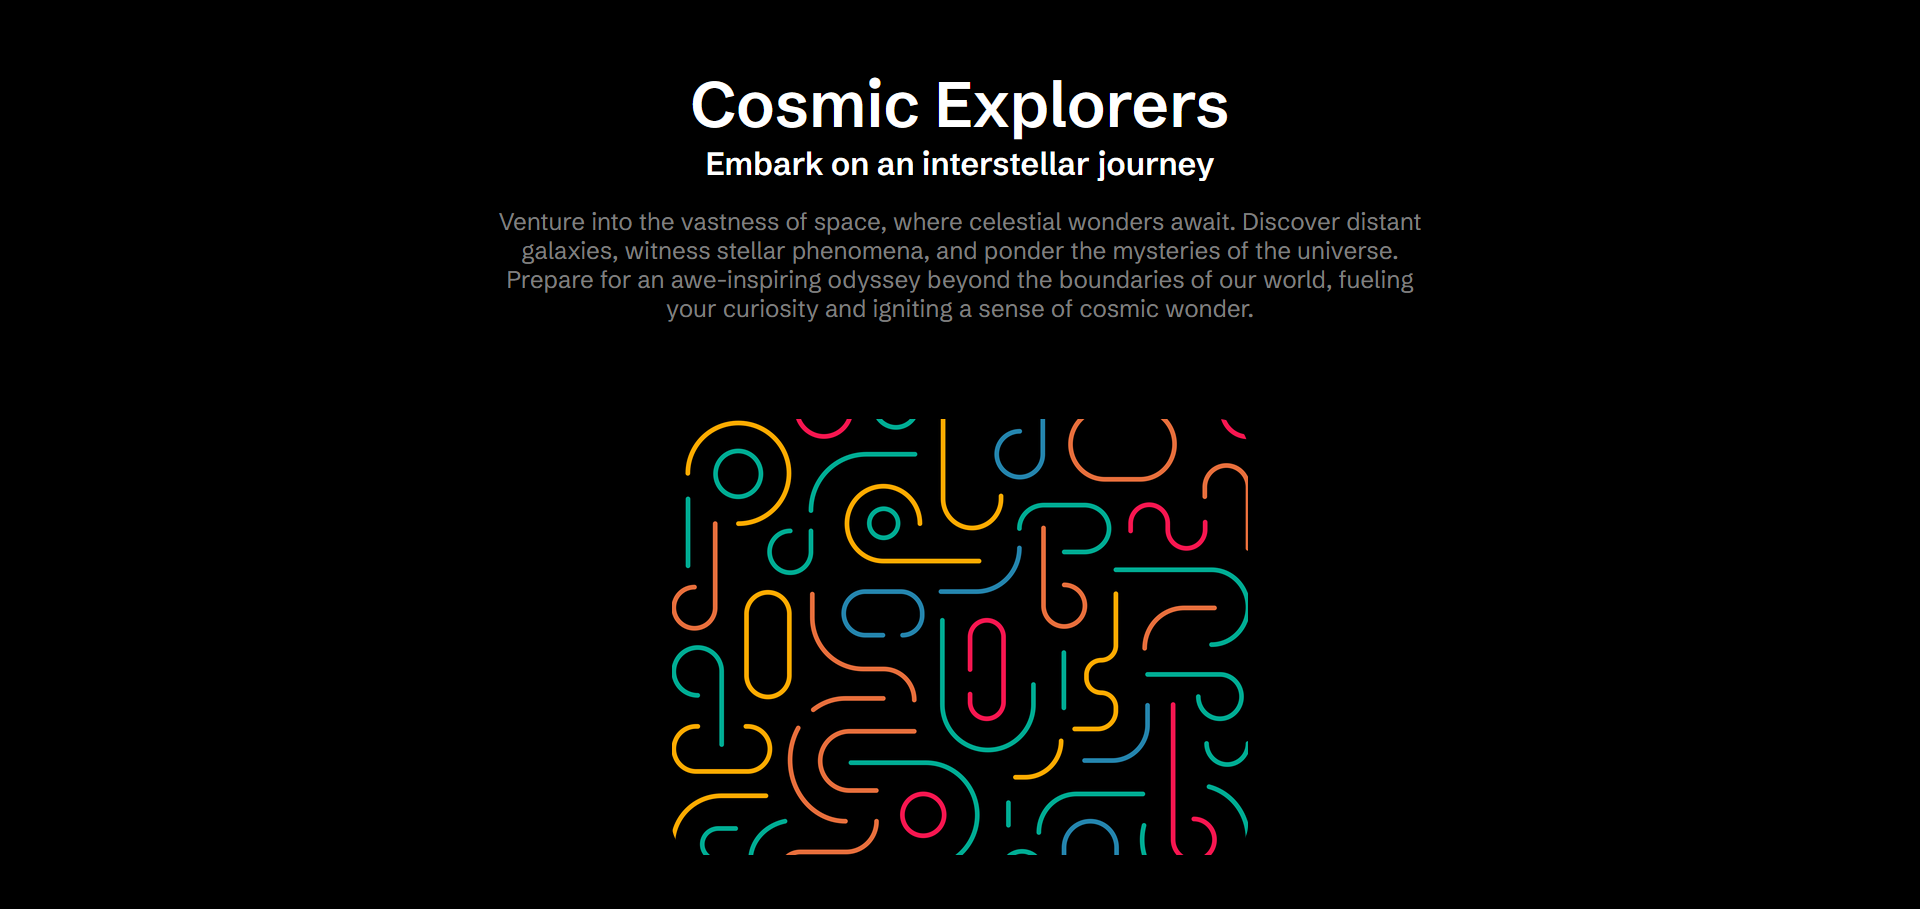 Cosmic Explorers
Embark on an interstellar journey
Venture into the vastness of space, where celestial wonders await. Discover distant
galaxies, witness stellar phenomena, and ponder the mysteries of the universe.
Prepare for an awe-inspiring odyssey beyond the boundaries of our world, fueling
your curiosity and igniting a sense of cosmic wonder.